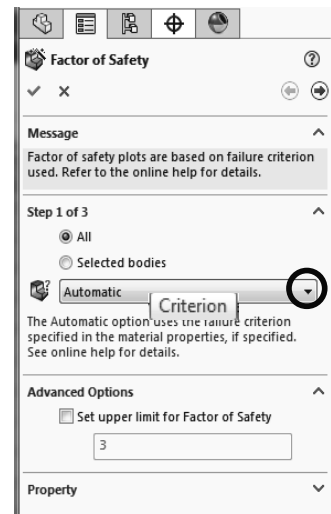 Factor of Safety
?
Message
Factor of safety plots are based on failure criterion
used. Refer to the online help for details.
Step 1 of 3
All
Selected bodies
Automatic
Criterion
The Automatic option uses the failure criterion
specified in the material properties, if specified.
See online help for details.
Advanced Options
Set upper limit for Factor of Safety
3
Property